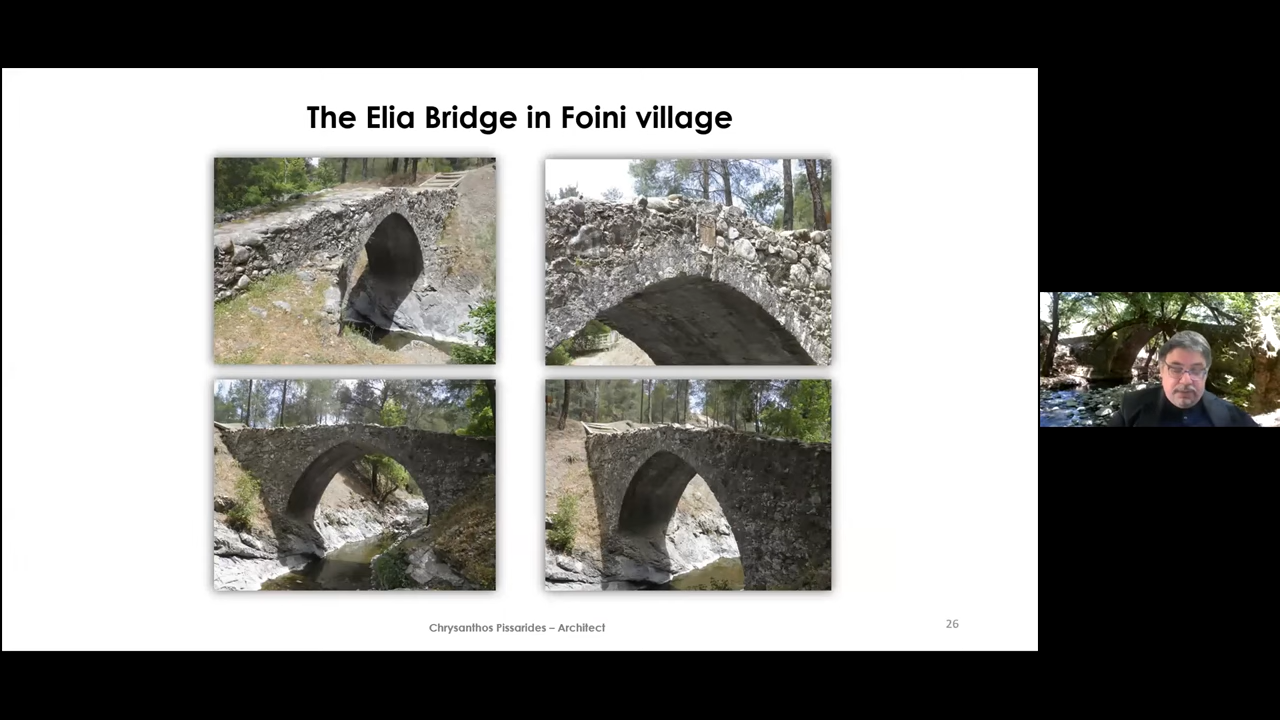 The Elia Bridge in Foini village
Chrysanthos Pissarides – Architect
26